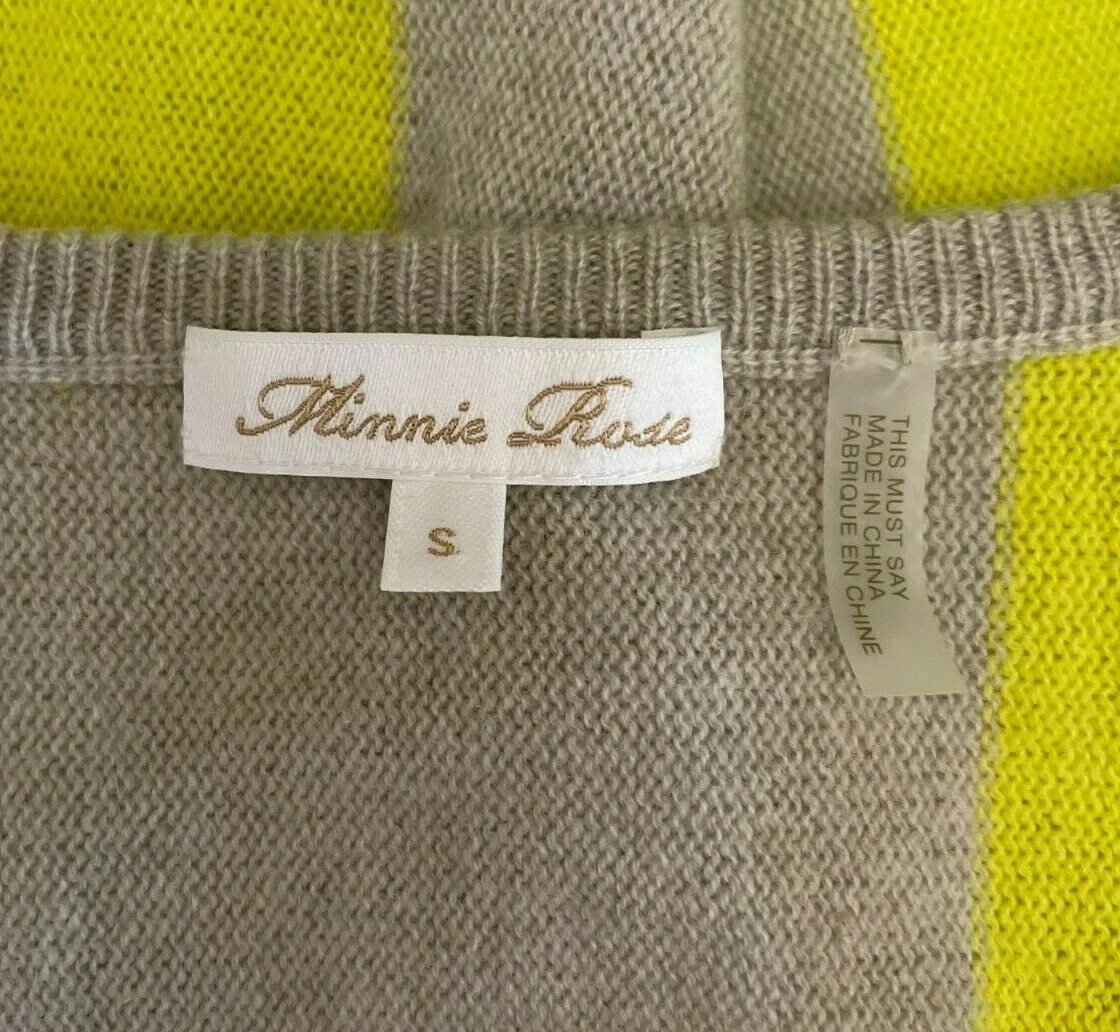 Minnie Rose
S
THIS MUST SAY
MADE IN CHINA
FABRIQUE EN CHINE